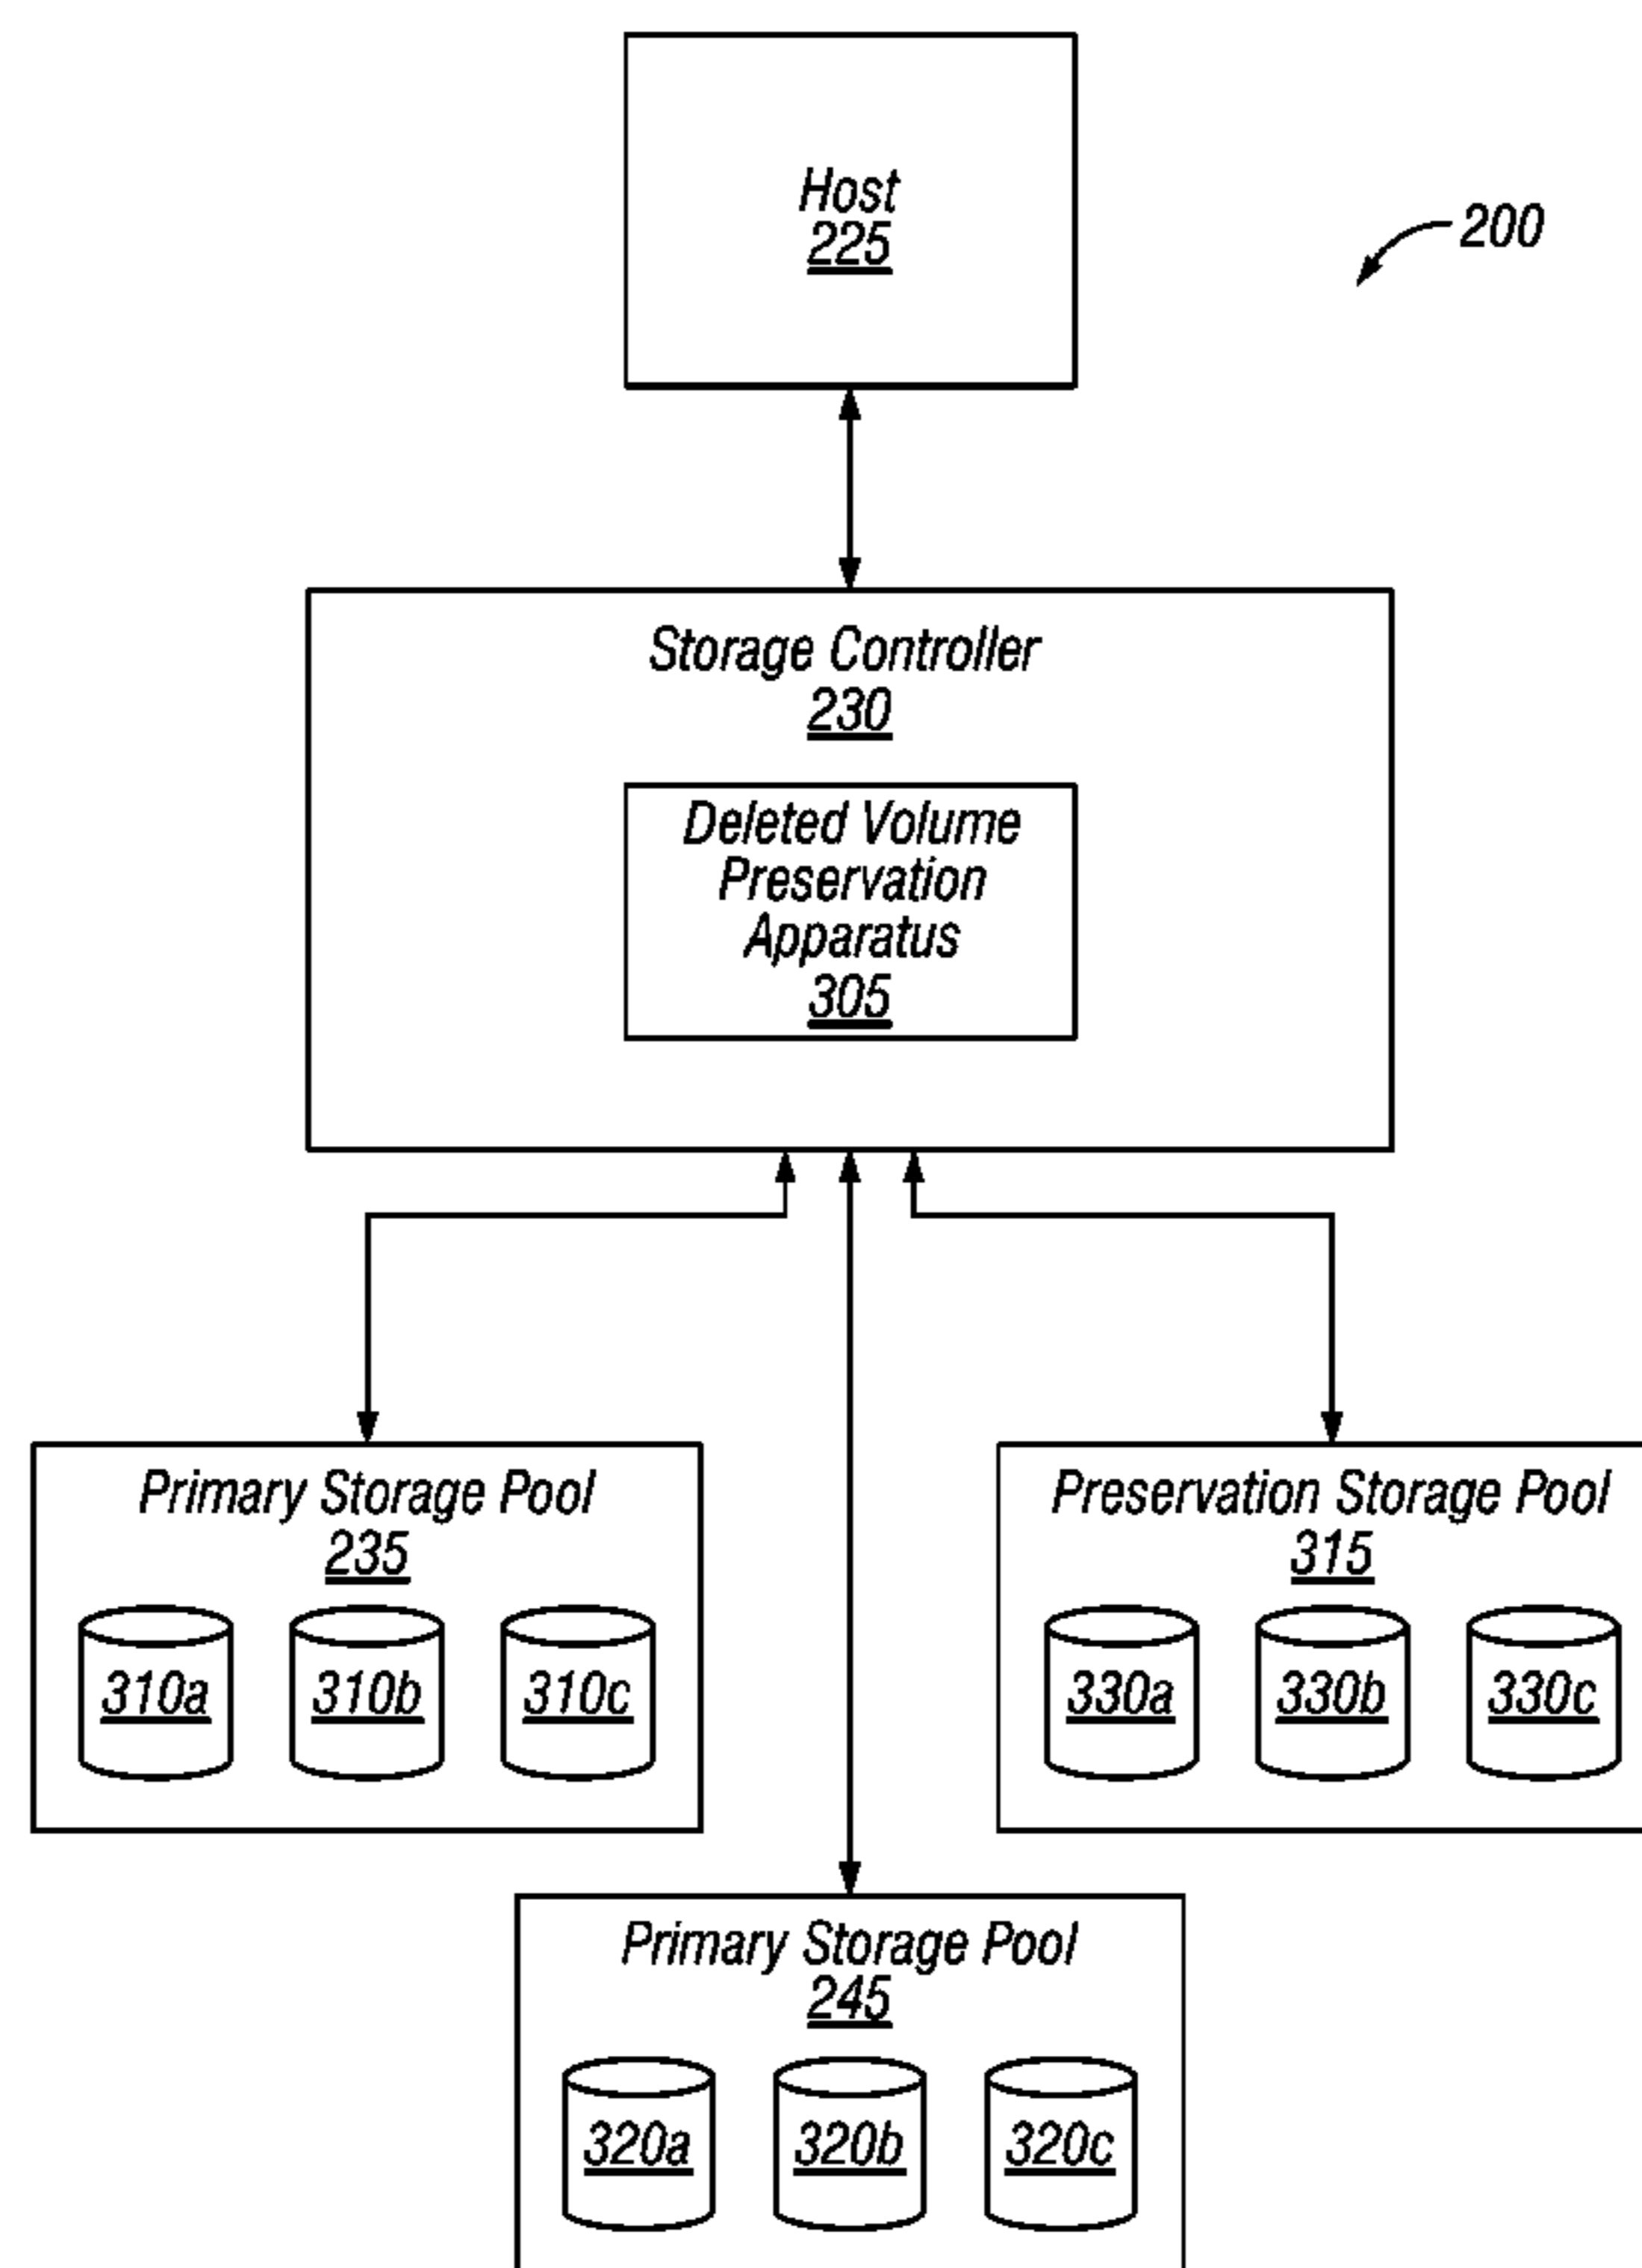 Host
225
200
Storage Controller
230
Deleted Volume
Preservation
Apparatus
305
Primary Storage Pool
235
310a 310b 310c
Preservation Storage Pool
315
330a 330b 330c
Primary Storage Pool
245
320a 320b 320c